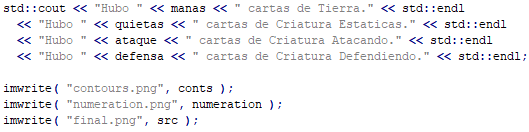 std::cout << "Hubo " << manas << " cartas de Tierra." << std::endl
<< "Hubo " << quietas << " cartas de Criatura Estaticas." << std::endl
<< "Hubo " << ataque << " cartas de Criatura Atacando." << std::endl
<< "Hubo " << defensa << " cartas de Criatura Defendiendo." << std::endl;
imwrite( "contours.png", conts );
imwrite( "numeration.png", numeration );
imwrite( "final.png", src );